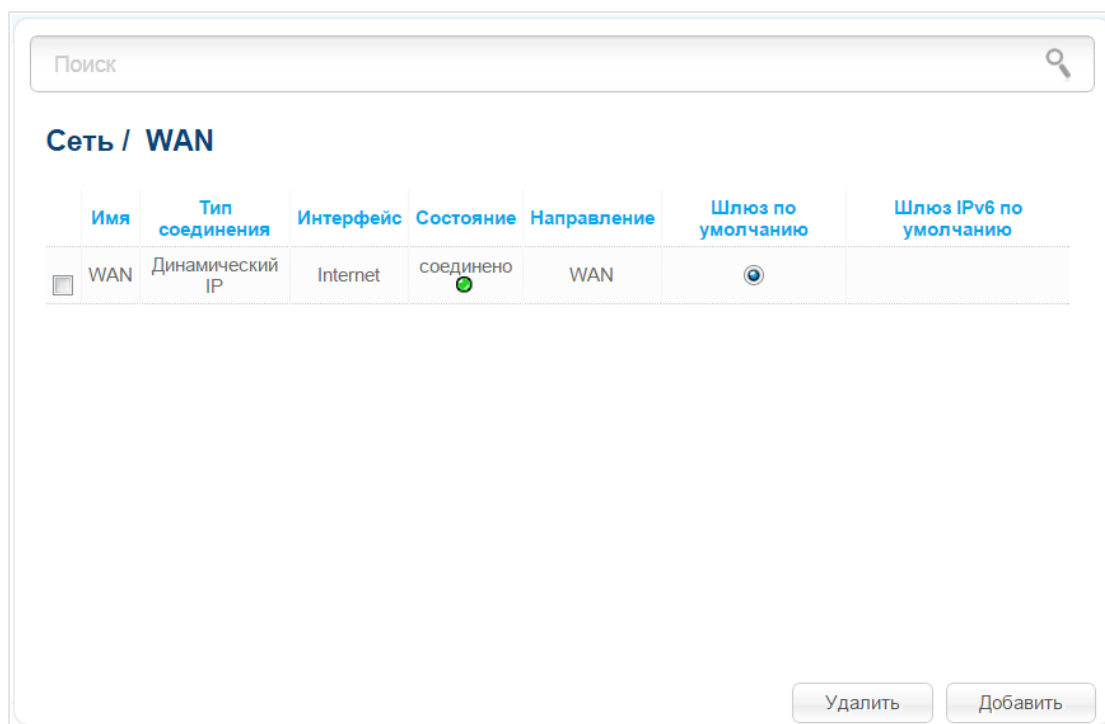 Поиск
Сеть / WAN
Имя Тип соединения Интерфейс Состояние Направление Шлюз по умолчанию Шлюз IPv6 по умолчанию
WAN Динамический IP Internet соединено WAN
Удалить Добавить